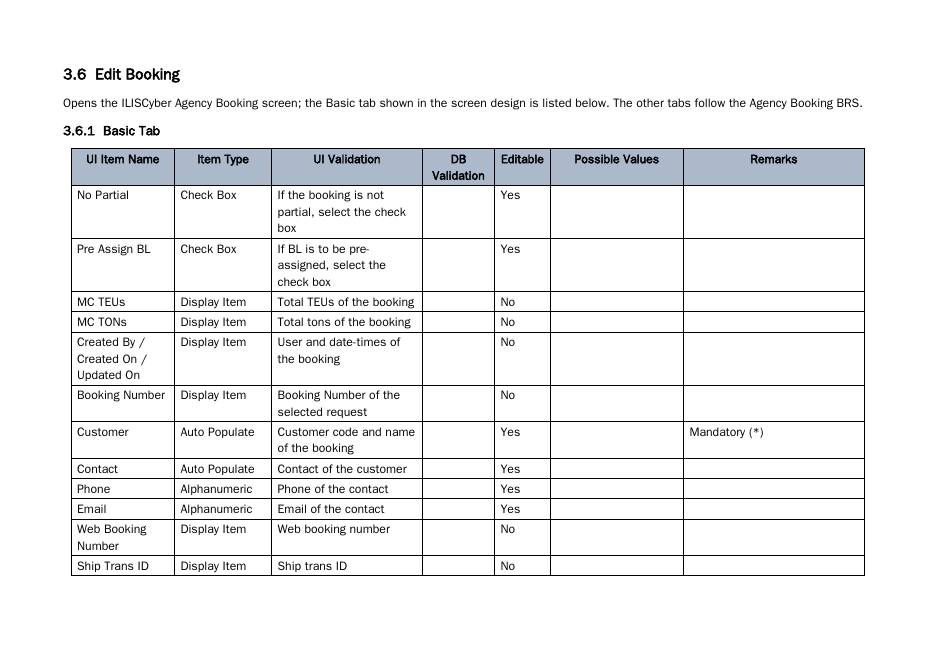 3.6 Edit Booking
Opens the ILISCyber Agency Booking screen; the Basic tab shown in the screen design is listed below. The other tabs follow the Agency Booking BRS.
3.6.1 Basic Tab
UI Item Name Item Type UI Validation DB Editable Possible Values Remarks
Validation
No Partial Check Box If the booking is not Yes
partial, select the check
box
Pre Assign BL Check Box If BL is to be pre- Yes
assigned, select the
check box
MC TEUs Display Item Total TEUs of the booking No
MC TONs Display Item Total tons of the booking No
Created By / Display Item User and date-times of No
Created On / the booking
Updated On
Booking Number Display Item Booking Number of the No
selected request
Customer Auto Populate Customer code and name Yes Mandatory (*)
of the booking
Contact Auto Populate Contact of the customer Yes
Phone Alphanumeric Phone of the contact Yes
Email Alphanumeric Email of the contact Yes
Web Booking Display Item Web booking number No
Number
Ship Trans ID Display Item Ship trans ID No